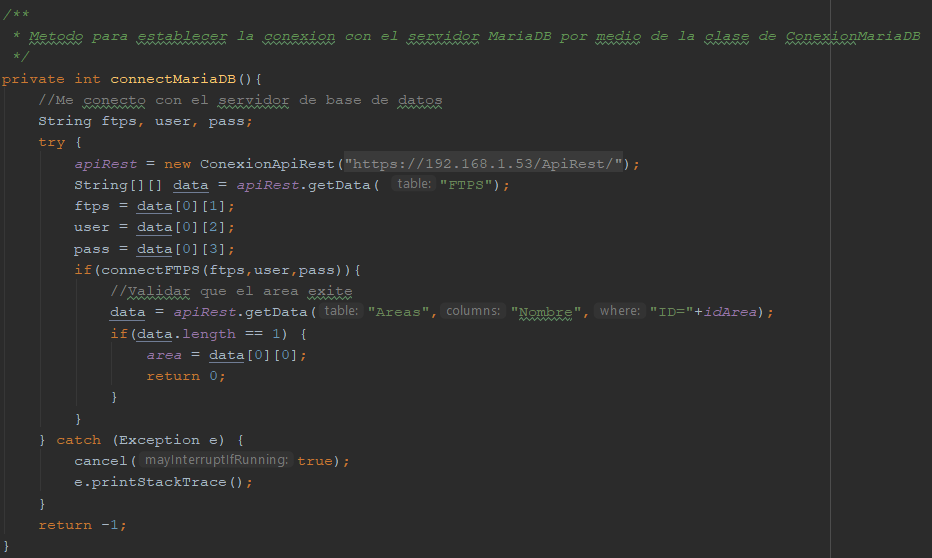 /**
 * Metodo para establecer la conexion con el servidor MariaDB por medio de la clase de ConexionMariaDB
 */
private int connectMariaDB(){
    //Me conecto con el servidor de base de datos
    String ftps, user, pass;
    try {
        apiRest = new ConexionApiRest("https://192.168.1.53/ApiRest/");
        String[][] data = apiRest.getData( table: "FTPS");
        ftps = data[0][1];
        user = data[0][2];
        pass = data[0][3];
        if(connectFTPS(ftps,user,pass)){
            //Validar que el area exite
            data = apiRest.getData( table: "Areas", columns: "Nombre", where: "ID="+idArea);
            if(data.length == 1) {
                area = data[0][0];
                return 0;
            }
        }
    } catch (Exception e) {
        cancel( mayInterruptIfRunning: true);
        e.printStackTrace();
    }
    return -1;
}